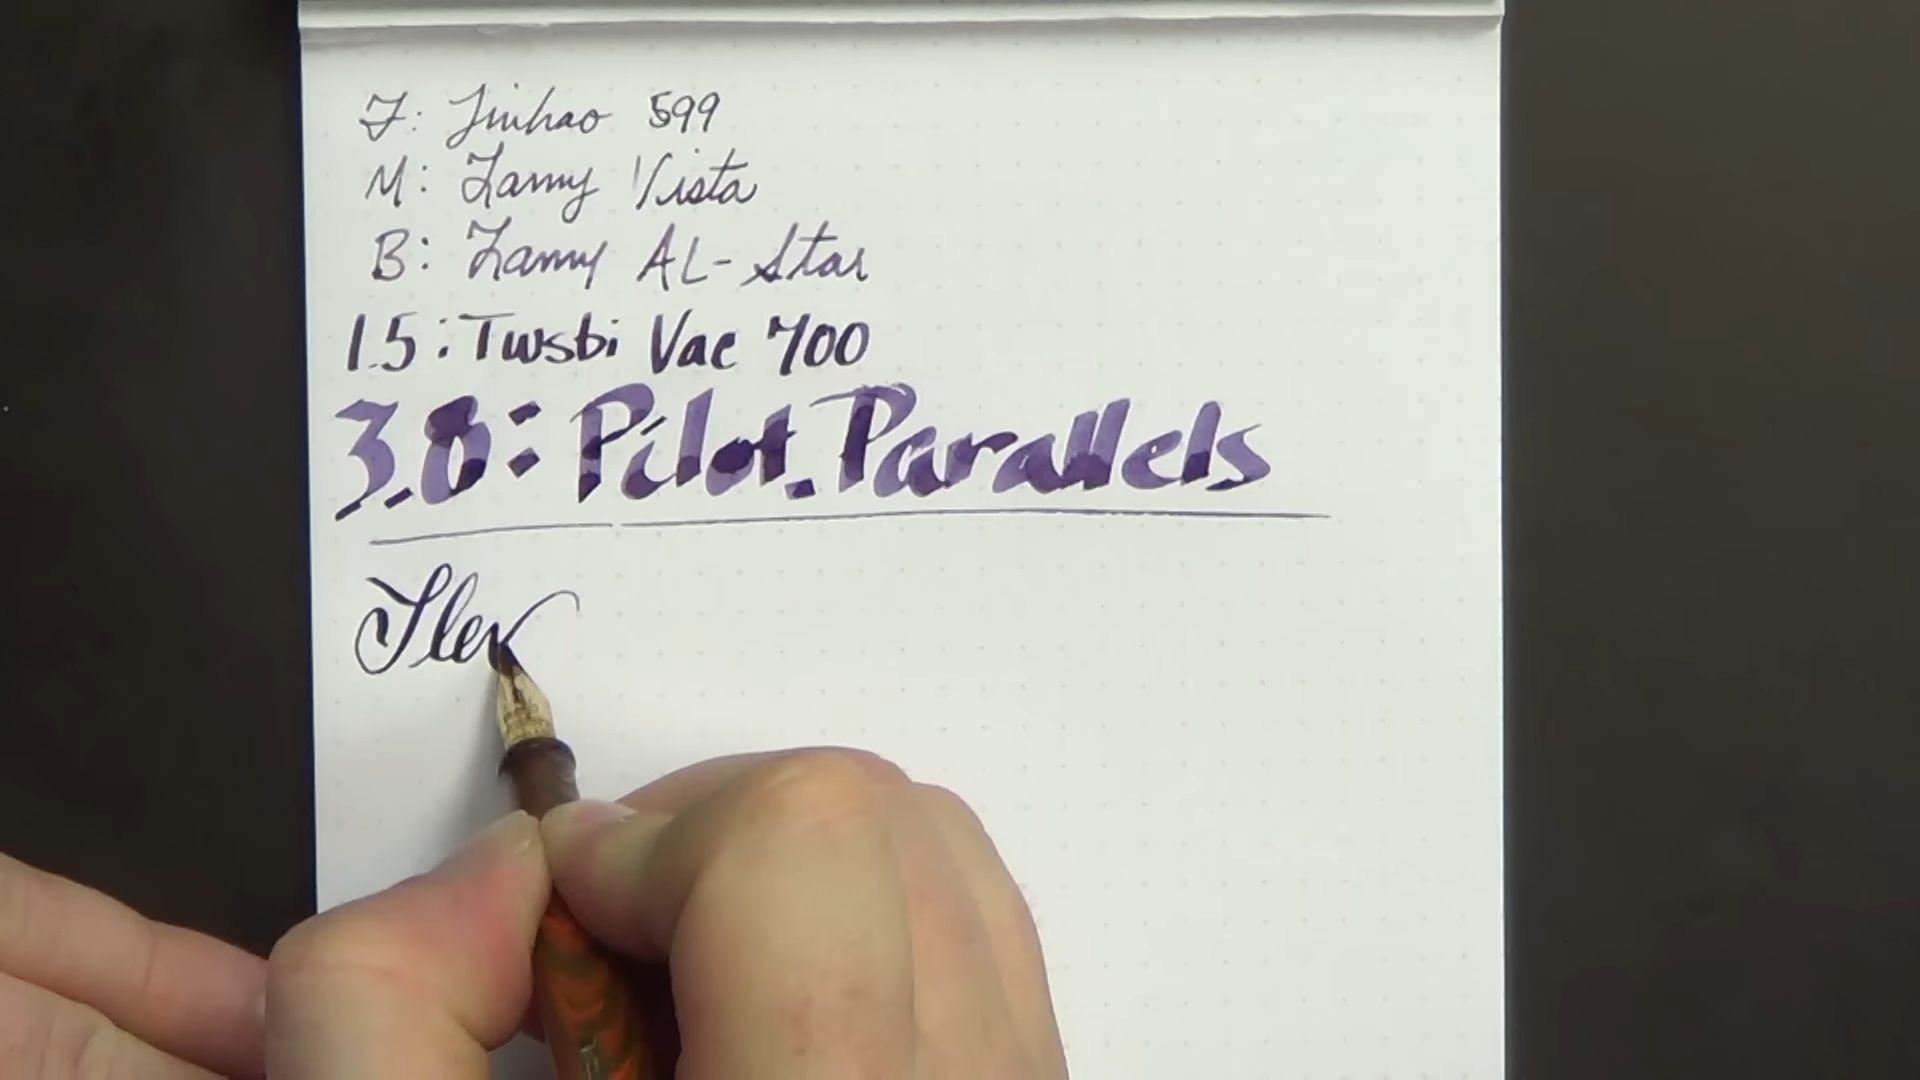 F: Jinhao 599
M: Lamy Vista
B: Lamy AL-Star
1.5: Twsbi Vac 700
3.8: Pilot Parallels
Flex